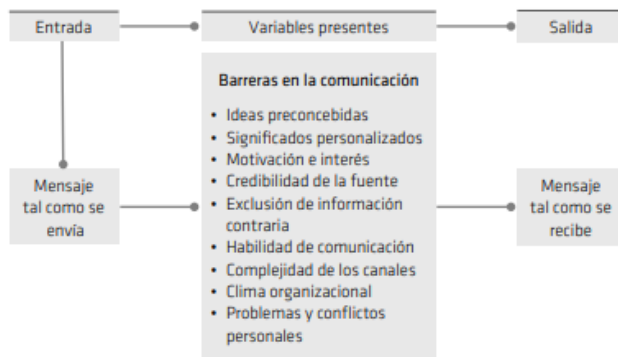 Entrada
Variables presentes
Salida
Barreras en la comunicación
• Ideas preconcebidas
• Significados personalizados
• Motivación e interés
• Credibilidad de la fuente
• Exclusión de información
contraria
• Habilidad de comunicación
• Complejidad de los canales
• Clima organizacional
• Problemas y conflictos
personales
Mensaje
tal como se
envía
Mensaje
tal como se
recibe